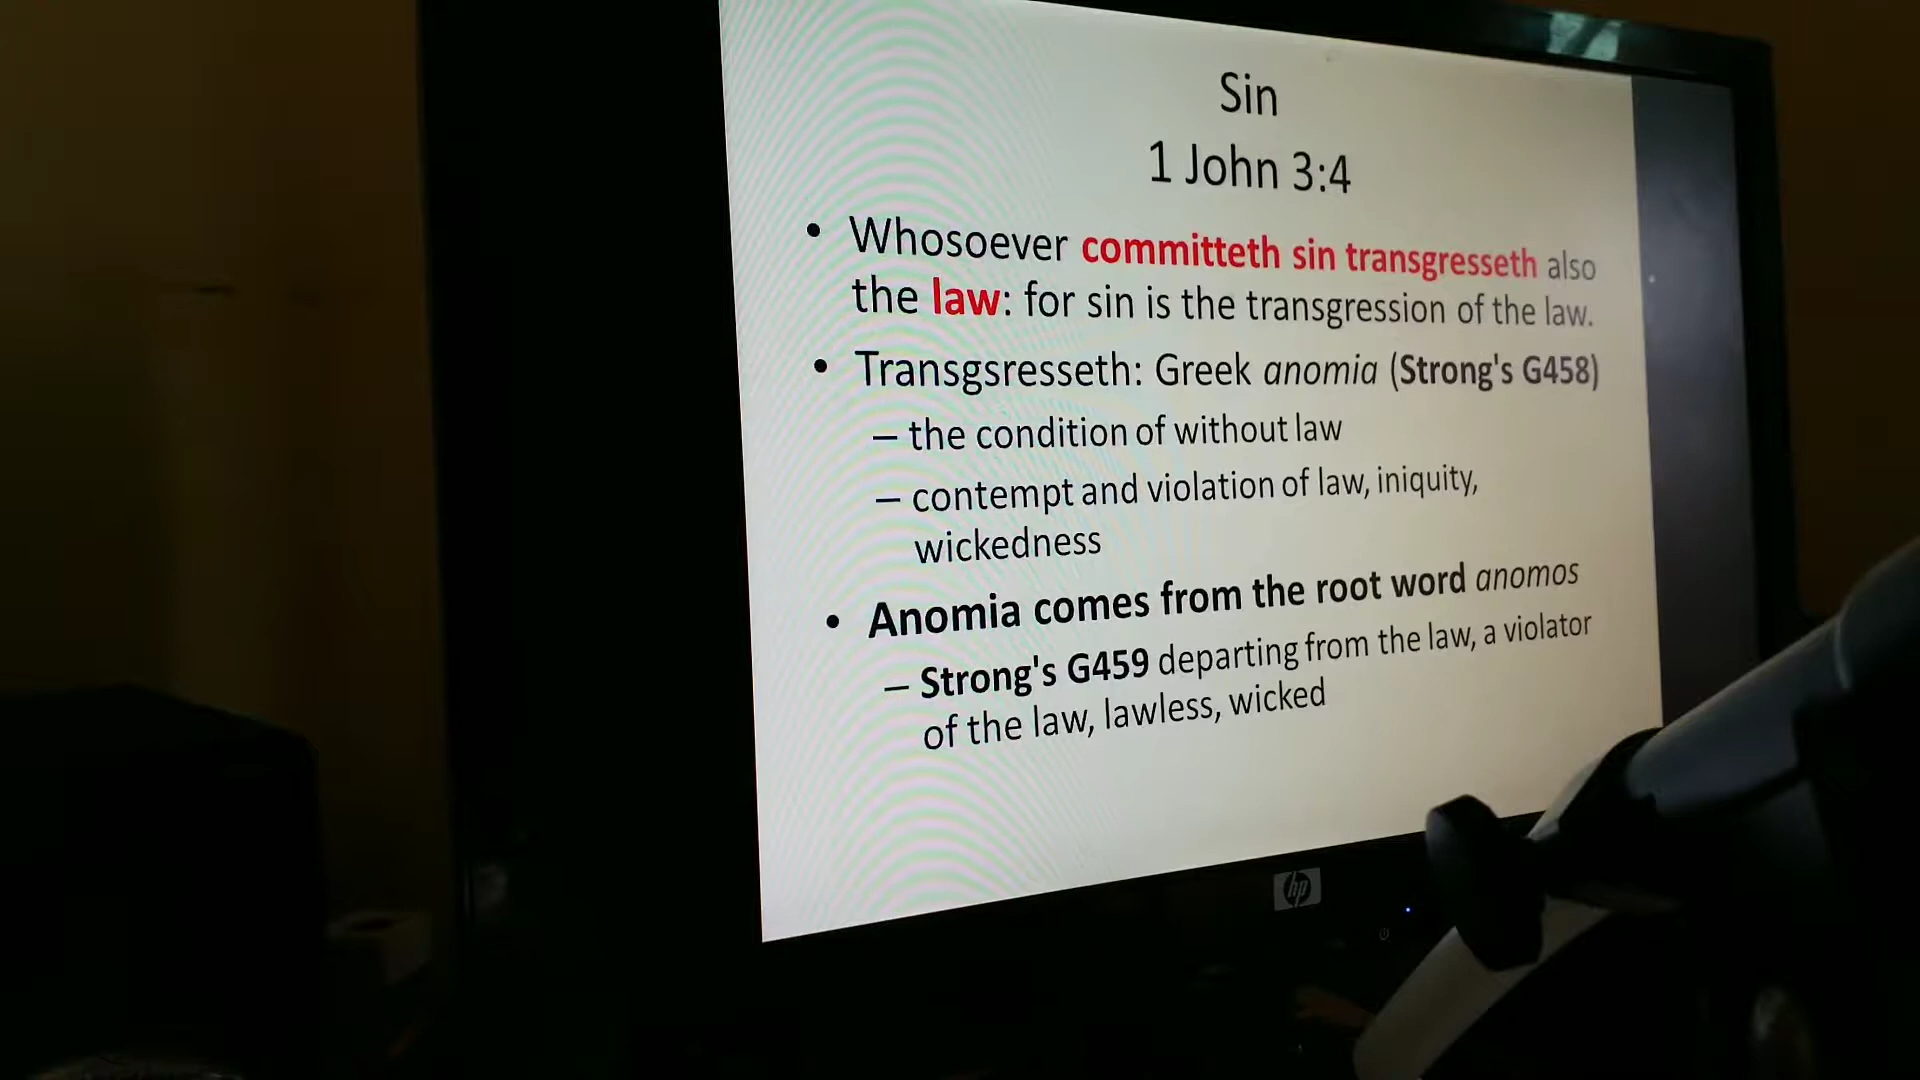 Sin
1 John 3:4
• Whosoever committeth sin transgresseth also
the law: for sin is the transgression of the law.
• Transgsresseth: Greek anomia (Strong's G458)
– the condition of without law
– contempt and violation of law, iniquity,
wickedness
• Anomia comes from the root word anomos
– Strong's G459 departing from the law, a violator
of the law, lawless, wicked
hp